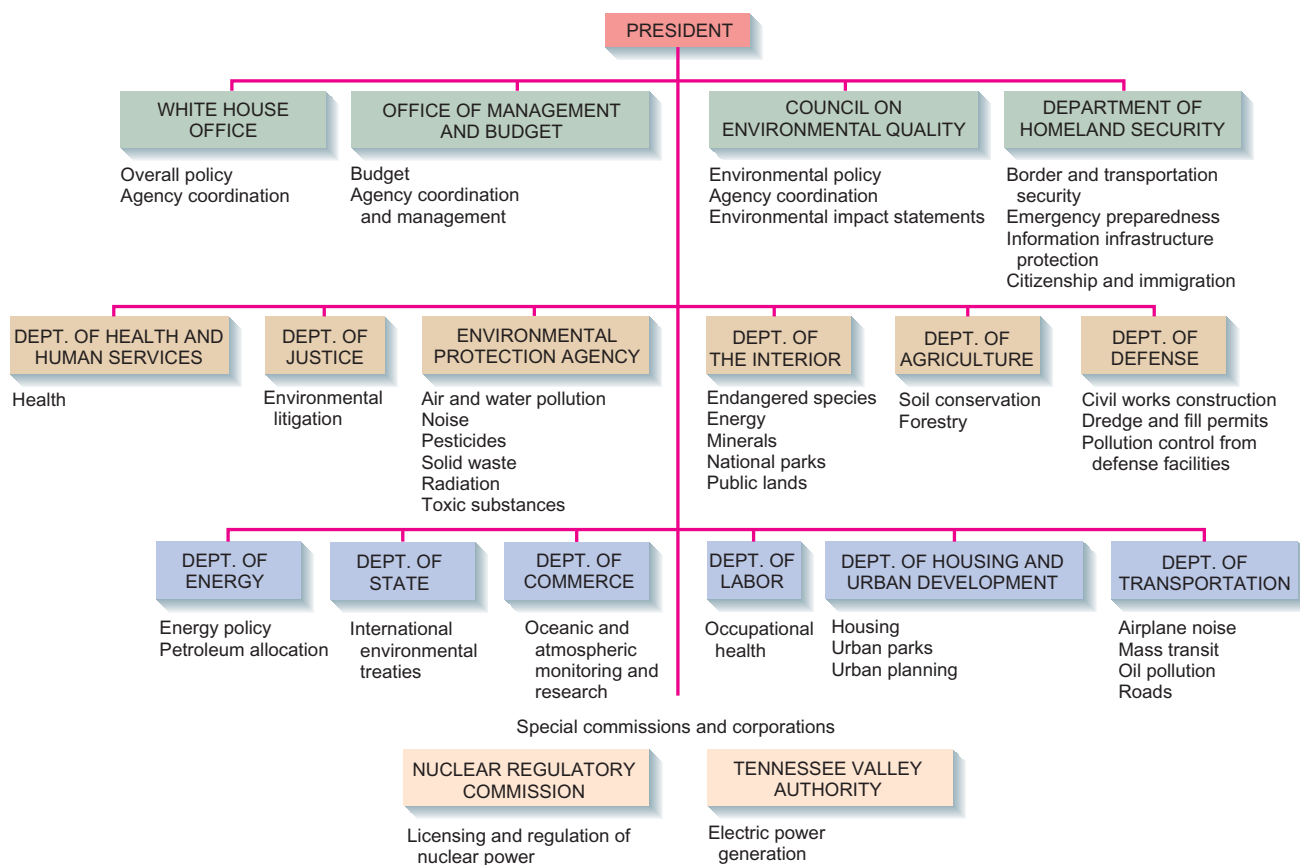 PRESIDENT
WHITE HOUSE
OFFICE
Overall policy
Agency coordination
OFFICE OF MANAGEMENT
AND BUDGET
Budget
Agency coordination
and management
COUNCIL ON
ENVIRONMENTAL QUALITY
Environmental policy
Agency coordination
Environmental impact statements
DEPARTMENT OF
HOMELAND SECURITY
Border and transportation
security
Emergency preparedness
Information infrastructure
protection
Citizenship and immigration
DEPT. OF HEALTH AND
HUMAN SERVICES
Health
DEPT. OF
JUSTICE
Environmental
litigation
ENVIRONMENTAL
PROTECTION AGENCY
Air and water pollution
Noise
Pesticides
Solid waste
Radiation
Toxic substances
DEPT. OF
THE INTERIOR
Endangered species
Energy
Minerals
National parks
Public lands
DEPT. OF
AGRICULTURE
Soil conservation
Forestry
DEPT. OF
DEFENSE
Civil works construction
Dredge and fill permits
Pollution control from
defense facilities
DEPT. OF
ENERGY
Energy policy
Petroleum allocation
DEPT. OF
STATE
International
environmental
treaties
DEPT. OF
COMMERCE
Oceanic and
atmospheric
monitoring and
research
DEPT. OF
LABOR
Occupational
health
DEPT. OF HOUSING AND
URBAN DEVELOPMENT
Housing
Urban parks
Urban planning
DEPT. OF
TRANSPORTATION
Airplane noise
Mass transit
Oil pollution
Roads
Special commissions and corporations
NUCLEAR REGULATORY
COMMISSION
Licensing and regulation of
nuclear power
TENNESSEE VALLEY
AUTHORITY
Electric power
generation